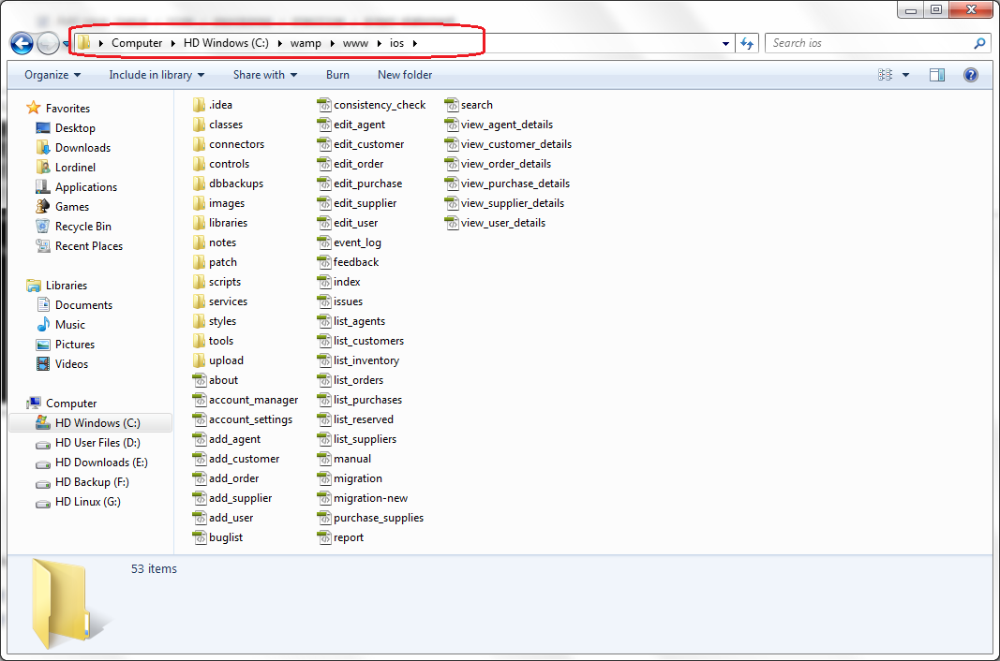 Computer HD Windows (C:) wamp www ios
Search ios
Organize Include in library Share with Burn New folder
Favorites
Desktop
Downloads
Lordinel
Applications
Games
Recycle Bin
Recent Places
Libraries
Documents
Music
Pictures
Videos
Computer
HD Windows (C:)
HD User Files (D:)
HD Downloads (E:)
HD Backup (F:)
HD Linux (G:)
.idea
classes
connectors
controls
dbbackups
images
libraries
notes
patch
scripts
services
styles
tools
upload
about
account_manager
account_settings
add_agent
add_customer
add_order
add_supplier
add_user
buglist
consistency_check
edit_agent
edit_customer
edit_order
edit_purchase
edit_supplier
edit_user
event_log
feedback
index
issues
list_agents
list_customers
list_inventory
list_orders
list_purchases
list_reserved
list_suppliers
manual
migration
migration-new
purchase_supplies
report
search
view_agent_details
view_customer_details
view_order_details
view_purchase_details
view_supplier_details
view_user_details
53 items